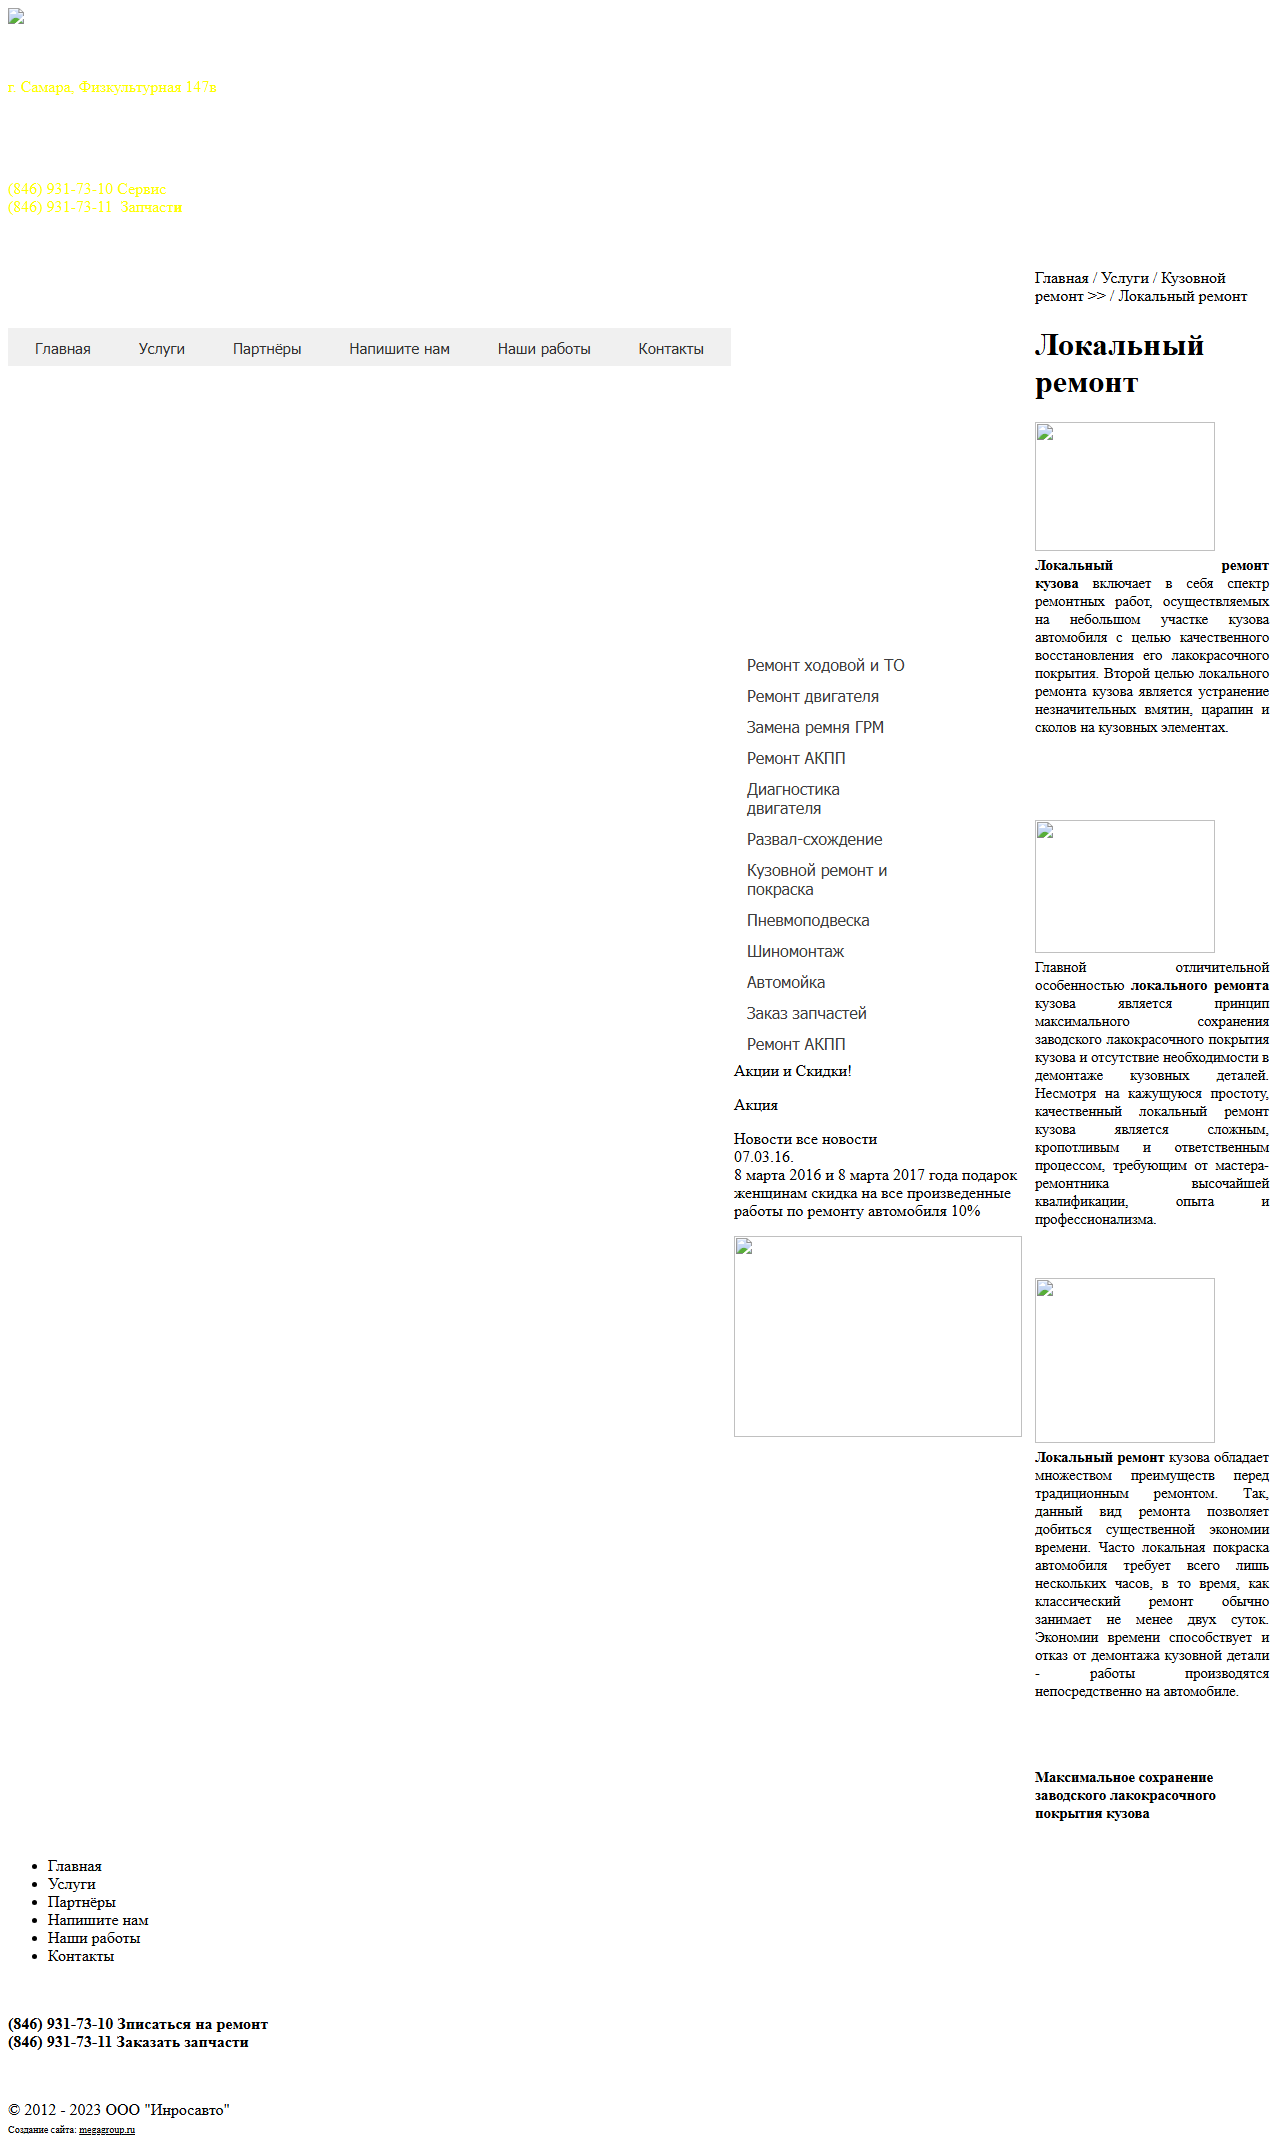 г. Самара, Физкультурная 147в
(846) 931-73-10 Сервис
(846) 931-73-11  Запчасти
Главная
Услуги
Партнёры
Напишите нам
Наши работы
Контакты
Ремонт ходовой и ТО
Ремонт двигателя
Замена ремня ГРМ
Ремонт АКПП
Диагностика
двигателя
Развал-схождение
Кузовной ремонт и
покраска
Пневмоподвеска
Шиномонтаж
Автомойка
Заказ запчастей
Ремонт АКПП
Акции и Скидки!
Акция
Новости все новости
07.03.16.
8 марта 2016 и 8 марта 2017 года подарок
женщинам скидка на все произведенные
работы по ремонту автомобиля 10%
Главная / Услуги / Кузовной
ремонт >> / Локальный ремонт
Локальный
ремонт
Локальный ремонт
кузова включает в себя спектр
ремонтных работ, осуществляемых
на небольшом участке кузова
автомобиля с целью качественного
восстановления его лакокрасочного
покрытия. Второй целью локального
ремонта кузова является устранение
незначительных вмятин, царапин и
сколов на кузовных элементах.
Главной отличительной
особенностью локального ремонта
кузова является принцип
максимального сохранения
заводского лакокрасочного покрытия
кузова и отсутствие необходимости в
демонтаже кузовных деталей.
Несмотря на кажущуюся простоту,
качественный локальный ремонт
кузова является сложным,
кропотливым и ответственным
процессом, требующим от мастера-
ремонтника высочайшей
квалификации, опыта и
профессионализма.
Локальный ремонт кузова обладает
множеством преимуществ перед
традиционным ремонтом. Так,
данный вид ремонта позволяет
добиться существенной экономии
времени. Часто локальная покраска
автомобиля требует всего лишь
нескольких часов, в то время, как
классический ремонт обычно
занимает не менее двух суток.
Экономии времени способствует и
отказ от демонтажа кузовной детали
- работы производятся
непосредственно на автомобиле.
Максимальное сохранение
заводского лакокрасочного
покрытия кузова
Главная
Услуги
Партнёры
Напишите нам
Наши работы
Контакты
(846) 931-73-10 Зписаться на ремонт
(846) 931-73-11 Заказать запчасти
© 2012 - 2023 ООО "Инросавто"
Создание сайта: megagroup.ru